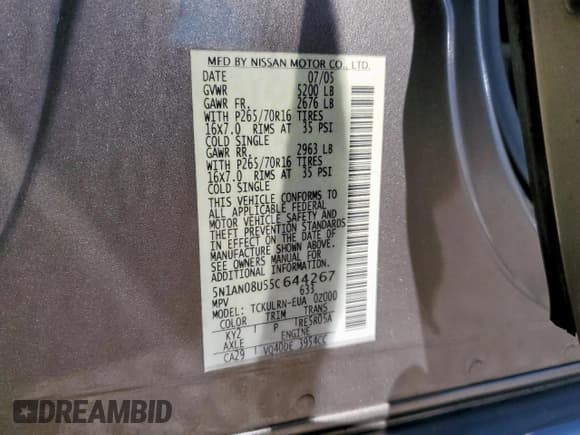 MFD BY NISSAN MOTOR CO., LTD.
DATE 07/05
GVWR 5200 LB
GAWR FR. 2676 LB
WITH P265/70R16 TIRES
16X7.0 RIMS AT 35 PSI
COLD SINGLE
GAWR RR. 2963 LB
WITH P265/70R16 TIRES
16X7.0 RIMS AT 35 PSI
COLD SINGLE
THIS VEHICLE CONFORMS TO
ALL APPLICABLE FEDERAL
MOTOR VEHICLE SAFETY AND
THEFT PREVENTION STANDARDS
IN EFFECT ON THE DATE OF
MANUFACTURE SHOWN ABOVE.
SEE OWNERS MANUAL FOR
ADDITIONAL INFORMATION
5N1AN08U55C644267
MPV 633
MODEL: TCKULRN-EUA 0Z000
COLOR TRIM TRANS
KY2 P RE5R05A
AXLE ENGINE
CA29 VQ40DE 3954CC
DREAMBID